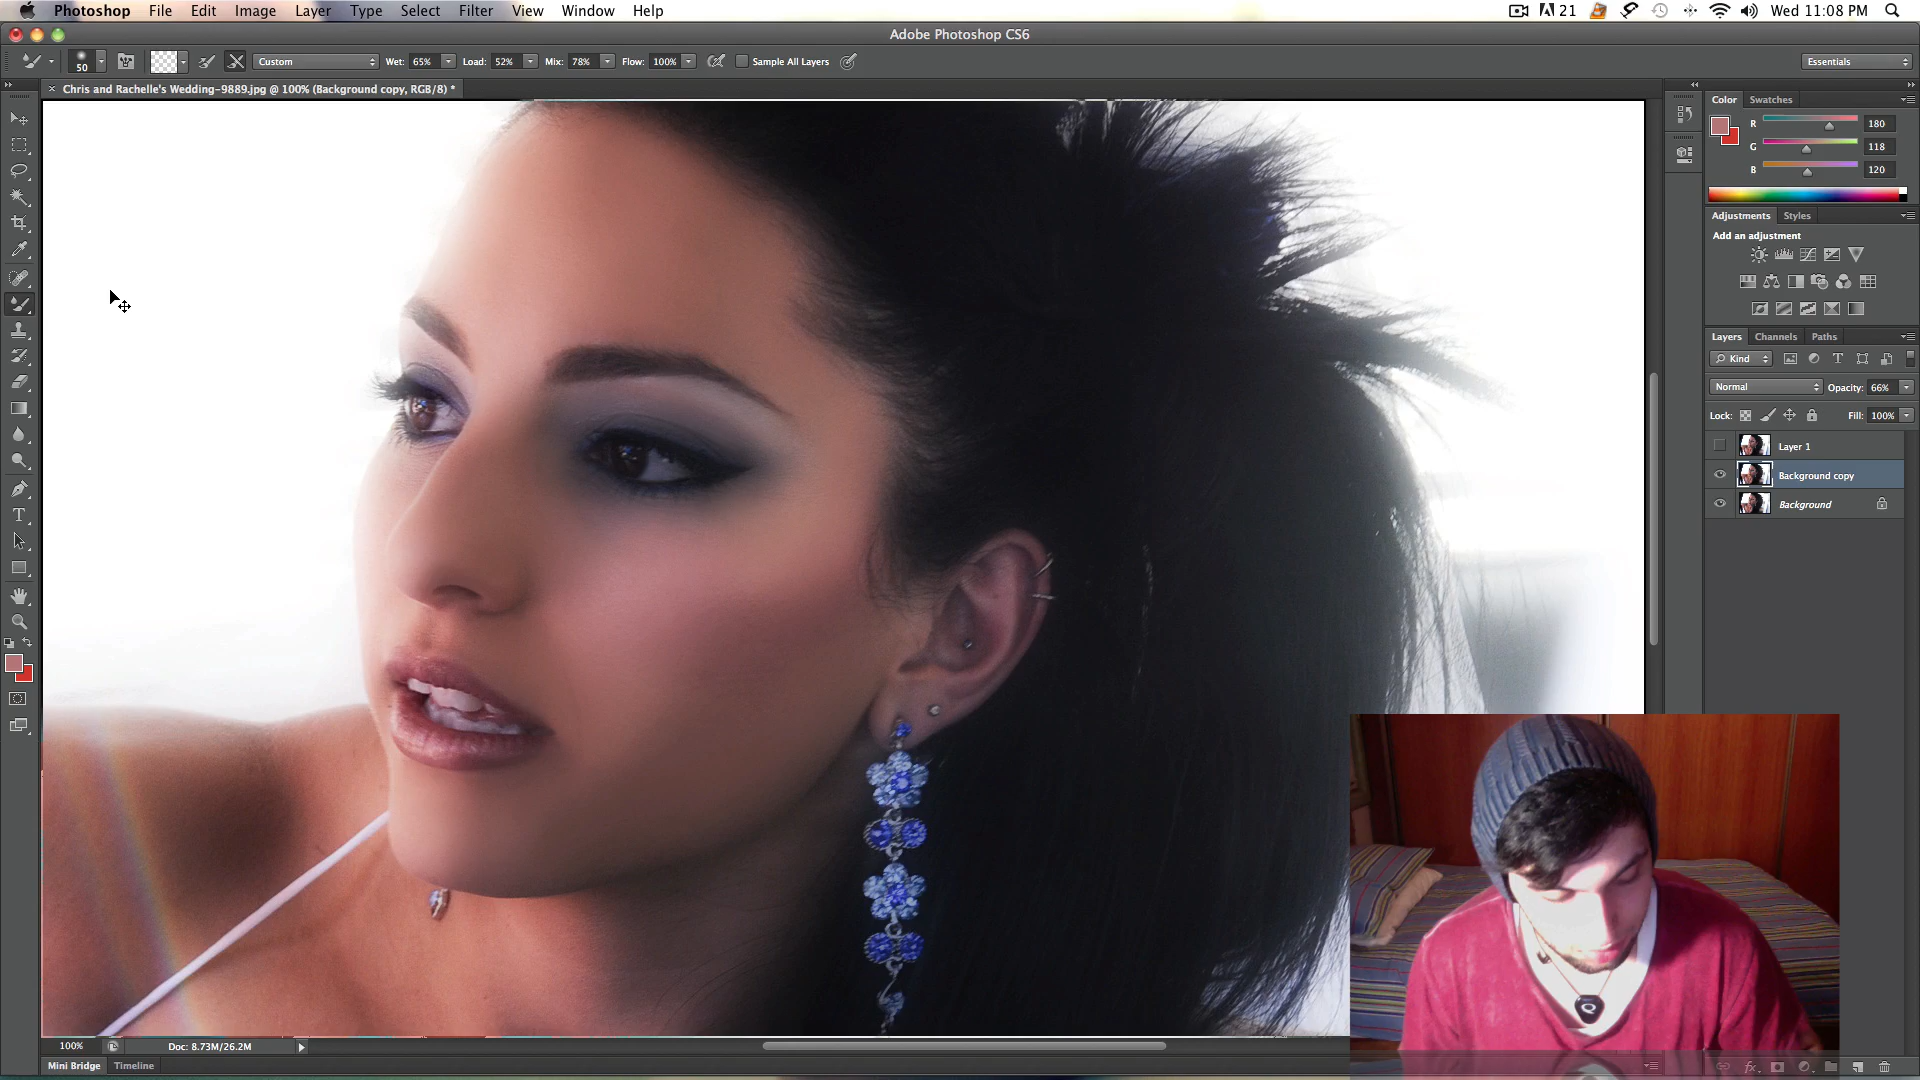 Photoshop File Edit Image Layer Type Select Filter View Window Help 21 Wed 11:08 PM
Adobe Photoshop CS6
50 Custom Wet: 65% Load: 52% Mix: 78% Flow: 100% Sample All Layers Essentials
Chris and Rachelle's Wedding-9889.jpg @ 100% (Background copy, RGB/8) *
Color Swatches
R 180
G 118
B 120
Adjustments Styles
Add an adjustment
Layers Channels Paths
Kind
Normal Opacity: 66%
Lock: Fill: 100%
Layer 1
Background copy
Background
100% Doc: 8.73M/26.2M
Mini Bridge Timeline